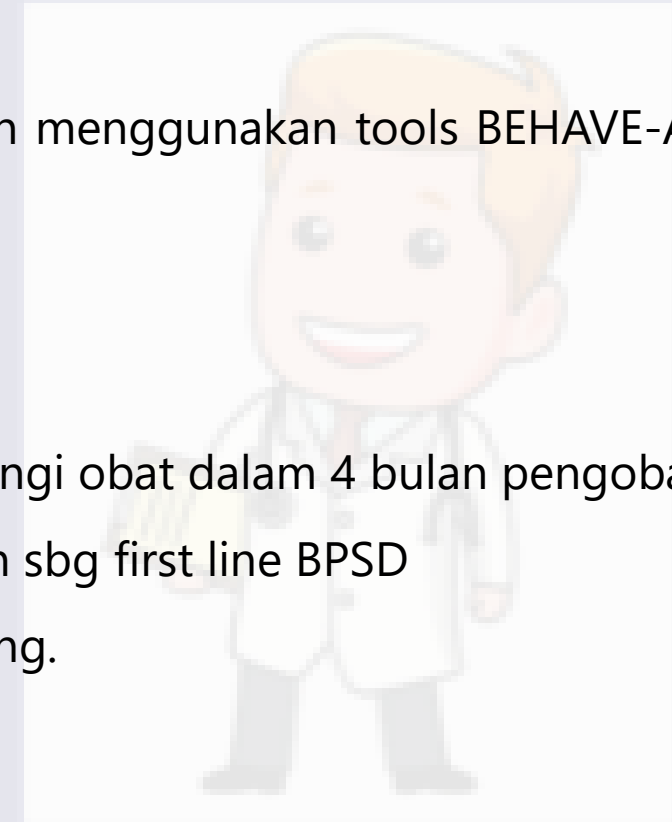 n menggunakan tools BEHAVE-A
ngi obat dalam 4 bulan pengoba
n sbg first line BPSD
ng.